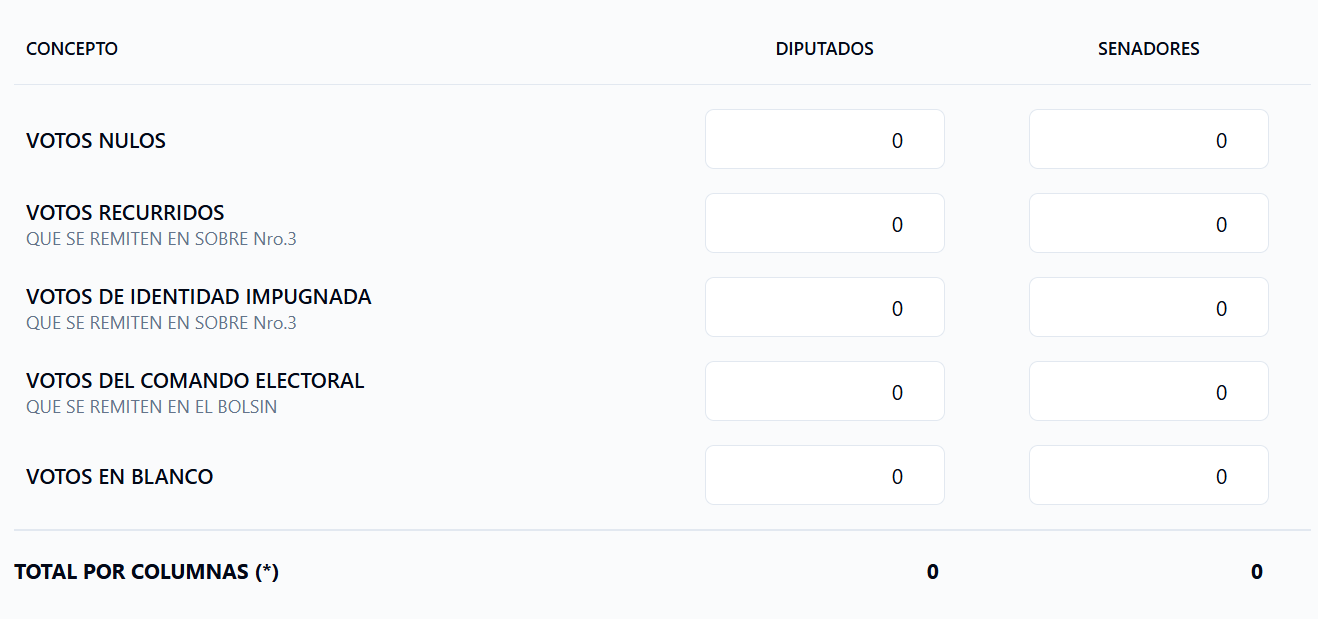 CONCEPTO DIPUTADOS SENADORES
VOTOS NULOS 0 0
VOTOS RECURRIDOS
QUE SE REMITEN EN SOBRE Nro.3 0 0
VOTOS DE IDENTIDAD IMPUGNADA
QUE SE REMITEN EN SOBRE Nro.3 0 0
VOTOS DEL COMANDO ELECTORAL
QUE SE REMITEN EN EL BOLSIN 0 0
VOTOS EN BLANCO 0 0
TOTAL POR COLUMNAS (*) 0 0